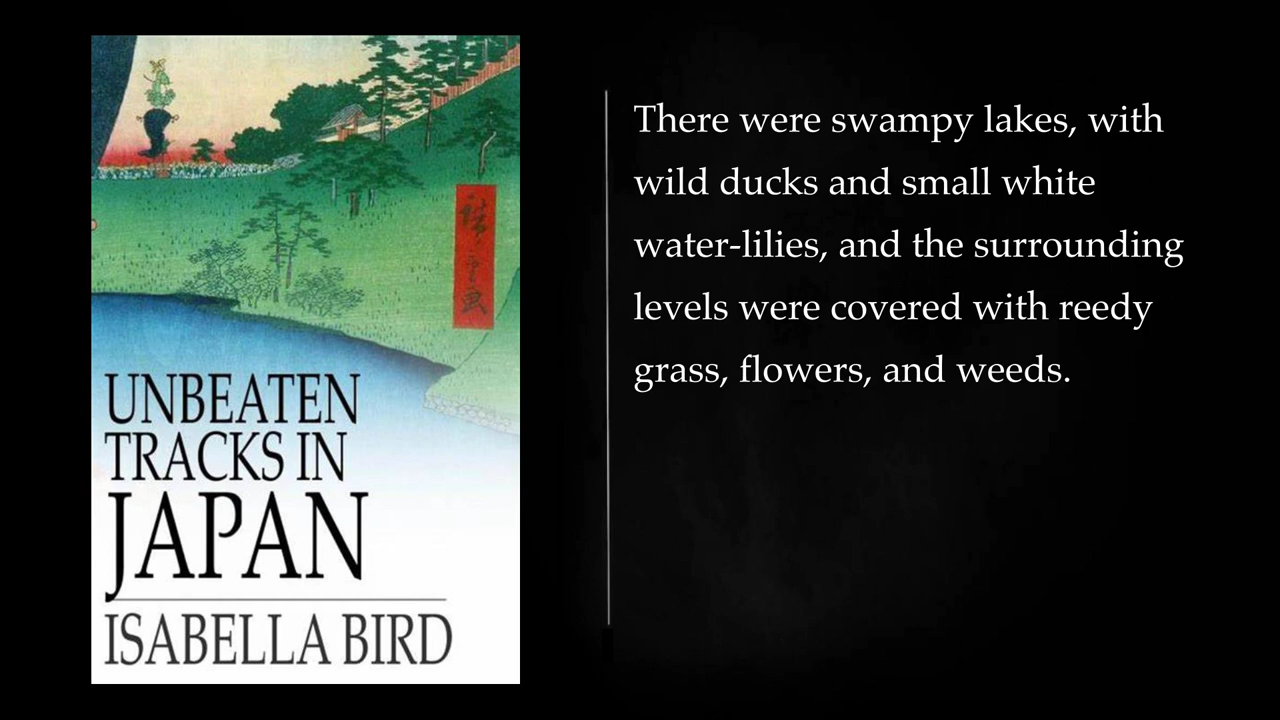 UNBEATEN
TRACKS IN
JAPAN
ISABELLA BIRD
There were swampy lakes, with
wild ducks and small white
water-lilies, and the surrounding
levels were covered with reedy
grass, flowers, and weeds.